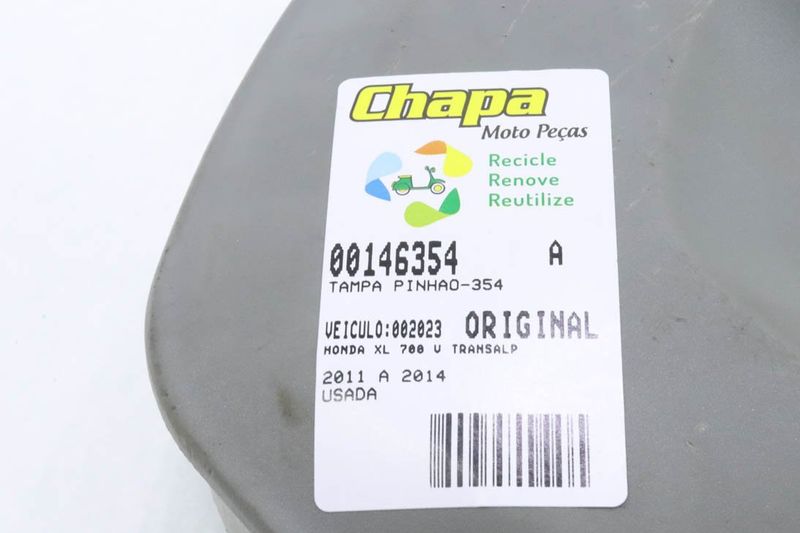 Chapa
Moto Peças
Recicle
Renove
Reutilize
00146354 A
TAMPA PINHAO-354
VEICULO:002023 ORIGINAL
HONDA XL 700 V TRANSALP
2011 A 2014
USADA